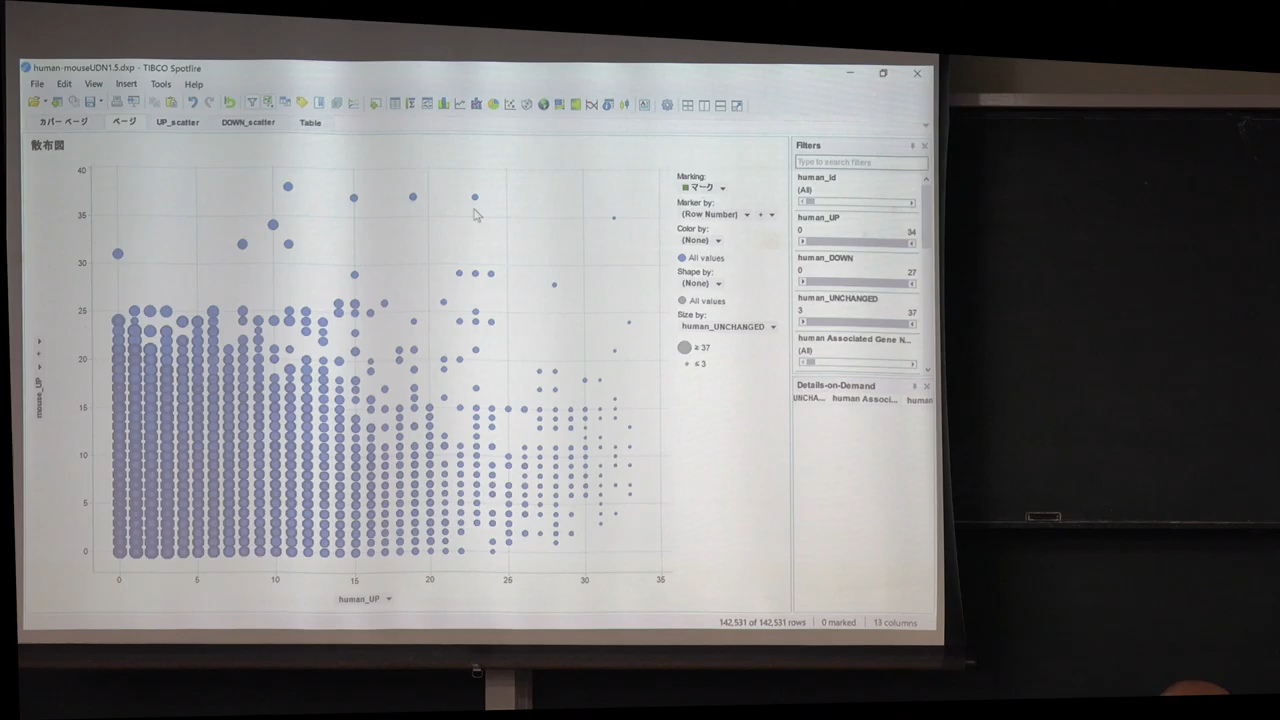 human-mouseUDN1.5.dxp - TIBCO Spotfire
File Edit View Insert Tools Help
カバー ページ ページ UP_scatter DOWN_scatter Table
散布図
40
35
30
25
20
15
10
5
0
mouse_UP
0 5 10 15 20 25 30 35
human_UP
Marking:
マーク
Marker by:
(Row Number)
Color by:
(None)
All values
Shape by:
(None)
All values
Size by:
human_UNCHANGED
≥ 37
≤ 3
Filters
Type to search filters
human_id
(All)
human_UP
0 34
human_DOWN
0 27
human_UNCHANGED
3 37
human Associated Gene N...
(All)
Details-on-Demand
UNCHA... human Associ... human
142,531 of 142,531 rows 0 marked 13 columns